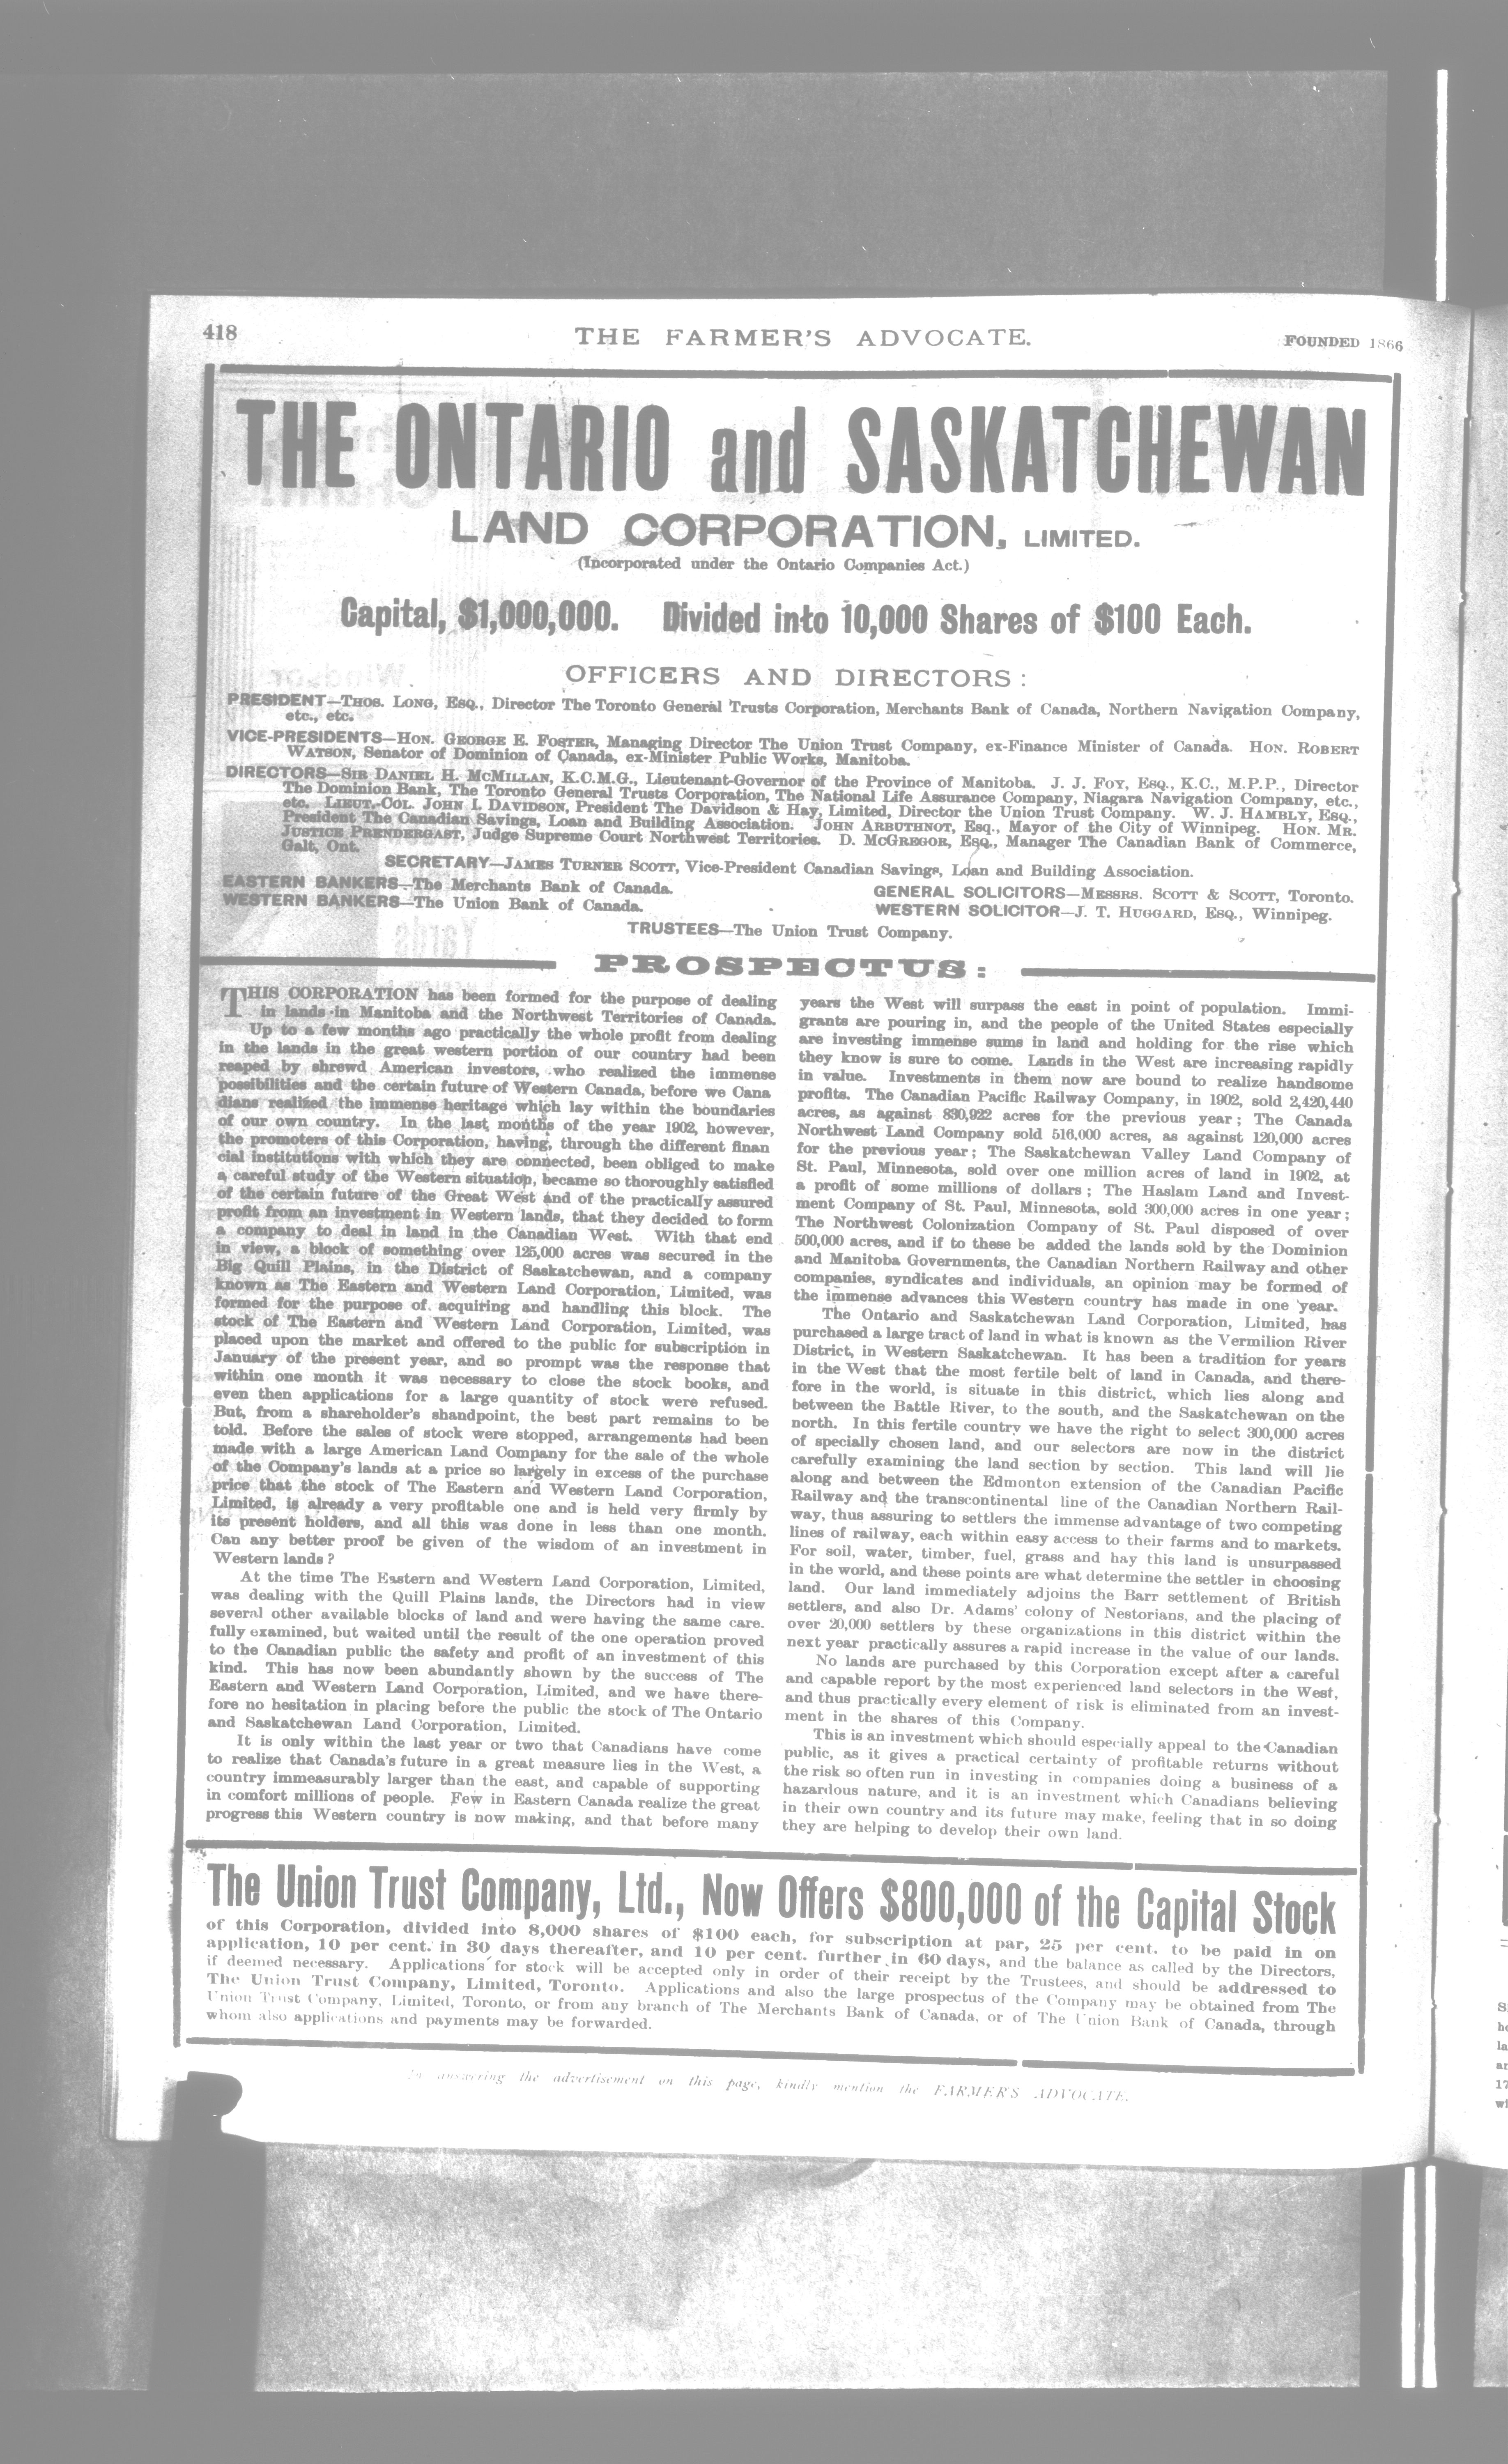 418
THE FARMER'S ADVOCATE.
FOUNDED 1866
THE ONTARIO and SASKATCHEWAN
LAND CORPORATION, LIMITED.
(Incorporated under the Ontario Companies Act.)
Capital, $1,000,000. Divided into 10,000 Shares of $100 Each.
OFFICERS AND DIRECTORS:
PRESIDENT—THOS. LONG, ESQ., Director The Toronto General Trusts Corporation, Merchants Bank of Canada, Northern Navigation Company,
etc., etc.
VICE-PRESIDENTS—HON. GEORGE E. FOSTER, Managing Director The Union Trust Company, ex-Finance Minister of Canada. HON. ROBERT
WATSON, Senator of Dominion of Canada, ex-Minister Public Works, Manitoba.
DIRECTORS—SIR DANIEL H. MCMILLAN, K.C.M.G., Lieutenant-Governor of the Province of Manitoba. J. J. FOY, ESQ., K.C., M.P.P., Director
The Dominion Bank, The Toronto General Trusts Corporation, The National Life Assurance Company, Niagara Navigation Company, etc.,
etc. LIEUT.-COL. JOHN I. DAVIDSON, President The Davidson & Hay, Limited, Director the Union Trust Company. W. J. HAMBLY, ESQ.,
President The Canadian Savings, Loan and Building Association. JOHN ARBUTHNOT, Esq., Mayor of the City of Winnipeg. HON. MR.
JUSTICE PRENDERGAST, Judge Supreme Court Northwest Territories. D. MCGREGOR, ESQ., Manager The Canadian Bank of Commerce,
Galt, Ont.
SECRETARY—JAMES TURNER SCOTT, Vice-President Canadian Savings, Loan and Building Association.
EASTERN BANKERS—The Merchants Bank of Canada.
WESTERN BANKERS—The Union Bank of Canada.
GENERAL SOLICITORS—MESSRS. SCOTT & SCOTT, Toronto.
WESTERN SOLICITOR—J. T. HUGGARD, ESQ., Winnipeg.
TRUSTEES—The Union Trust Company.
PROSPECTUS:
THIS CORPORATION has been formed for the purpose of dealing
in lands in Manitoba and the Northwest Territories of Canada.
Up to a few months ago practically the whole profit from dealing
in the lands in the great western portion of our country had been
reaped by shrewd American investors, who realized the immense
possibilities and the certain future of Western Canada, before we Cana
dians realized the immense heritage which lay within the boundaries
of our own country. In the last months of the year 1902, however,
the promoters of this Corporation, having, through the different finan
cial institutions with which they are connected, been obliged to make
a careful study of the Western situation, became so thoroughly satisfied
of the certain future of the Great West and of the practically assured
profit from an investment in Western lands, that they decided to form
a company to deal in land in the Canadian West. With that end
in view, a block of something over 125,000 acres was secured in the
Big Quill Plains, in the District of Saskatchewan, and a company
known as The Eastern and Western Land Corporation, Limited, was
formed for the purpose of acquiring and handling this block. The
stock of The Eastern and Western Land Corporation, Limited, was
placed upon the market and offered to the public for subscription in
January of the present year, and so prompt was the response that
within one month it was necessary to close the stock books, and
even then applications for a large quantity of stock were refused.
But, from a shareholder's shandpoint, the best part remains to be
told. Before the sales of stock were stopped, arrangements had been
made with a large American Land Company for the sale of the whole
of the Company's lands at a price so largely in excess of the purchase
price that the stock of The Eastern and Western Land Corporation,
Limited, is already a very profitable one and is held very firmly by
its present holders, and all this was done in less than one month.
Can any better proof be given of the wisdom of an investment in
Western lands?
At the time The Eastern and Western Land Corporation, Limited,
was dealing with the Quill Plains lands, the Directors had in view
several other available blocks of land and were having the same care.
fully examined, but waited until the result of the one operation proved
to the Canadian public the safety and profit of an investment of this
kind. This has now been abundantly shown by the success of The
Eastern and Western Land Corporation, Limited, and we have there-
fore no hesitation in placing before the public the stock of The Ontario
and Saskatchewan Land Corporation, Limited.
It is only within the last year or two that Canadians have come
to realize that Canada's future in a great measure lies in the West, a
country immeasurably larger than the east, and capable of supporting
in comfort millions of people. Few in Eastern Canada realize the great
progress this Western country is now making, and that before many
years the West will surpass the east in point of population. Immi-
grants are pouring in, and the people of the United States especially
are investing immense sums in land and holding for the rise which
they know is sure to come. Lands in the West are increasing rapidly
in value. Investments in them now are bound to realize handsome
profits. The Canadian Pacific Railway Company, in 1902, sold 2,420,440
acres, as against 830,922 acres for the previous year; The Canada
Northwest Land Company sold 516,000 acres, as against 120,000 acres
for the previous year; The Saskatchewan Valley Land Company of
St. Paul, Minnesota, sold over one million acres of land in 1902, at
a profit of some millions of dollars; The Haslam Land and Invest-
ment Company of St. Paul, Minnesota, sold 300,000 acres in one year;
The Northwest Colonization Company of St. Paul disposed of over
500,000 acres, and if to these be added the lands sold by the Dominion
and Manitoba Governments, the Canadian Northern Railway and other
companies, syndicates and individuals, an opinion may be formed of
the immense advances this Western country has made in one year.
The Ontario and Saskatchewan Land Corporation, Limited, has
purchased a large tract of land in what is known as the Vermilion River
District, in Western Saskatchewan. It has been a tradition for years
in the West that the most fertile belt of land in Canada, and there-
fore in the world, is situate in this district, which lies along and
between the Battle River, to the south, and the Saskatchewan on the
north. In this fertile country we have the right to select 300,000 acres
of specially chosen land, and our selectors are now in the district
carefully examining the land section by section. This land will lie
along and between the Edmonton extension of the Canadian Pacific
Railway and the transcontinental line of the Canadian Northern Rail-
way, thus assuring to settlers the immense advantage of two competing
lines of railway, each within easy access to their farms and to markets.
For soil, water, timber, fuel, grass and hay this land is unsurpassed
in the world, and these points are what determine the settler in choosing
land. Our land immediately adjoins the Barr settlement of British
settlers, and also Dr. Adams' colony of Nestorians, and the placing of
over 20,000 settlers by these organizations in this district within the
next year practically assures a rapid increase in the value of our lands.
No lands are purchased by this Corporation except after a careful
and capable report by the most experienced land selectors in the West,
and thus practically every element of risk is eliminated from an invest-
ment in the shares of this Company.
This is an investment which should especially appeal to the Canadian
public, as it gives a practical certainty of profitable returns without
the risk so often run in investing in companies doing a business of a
hazardous nature, and it is an investment which Canadians believing
in their own country and its future may make, feeling that in so doing
they are helping to develop their own land.
The Union Trust Company, Ltd., Now Offers $800,000 of the Capital Stock
of this Corporation, divided into 8,000 shares of $100 each, for subscription at par, 25 per cent. to be paid in on
application, 10 per cent. in 30 days thereafter, and 10 per cent. further in 60 days, and the balance as called by the Directors,
if deemed necessary. Applications for stock will be accepted only in order of their receipt by the Trustees, and should be addressed to
The Union Trust Company, Limited, Toronto. Applications and also the large prospectus of the Company may be obtained from The
Union Trust Company, Limited, Toronto, or from any branch of The Merchants Bank of Canada, or of The Union Bank of Canada, through
whom also applications and payments may be forwarded.
In answering the advertisement on this page, kindly mention the FARMER'S ADVOCATE.